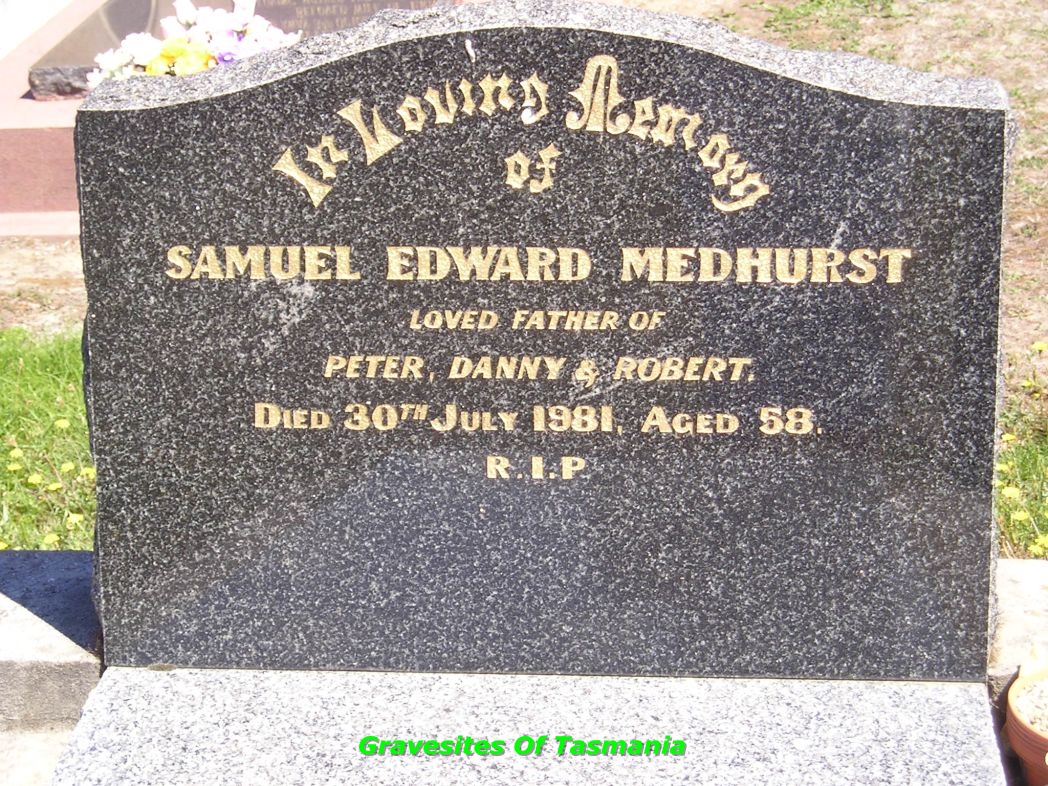 In Loving Memory
of
SAMUEL EDWARD MEDHURST
LOVED FATHER OF
PETER, DANNY & ROBERT.
DIED 30TH JULY 1981, AGED 58.
R.I.P
Gravesites Of Tasmania